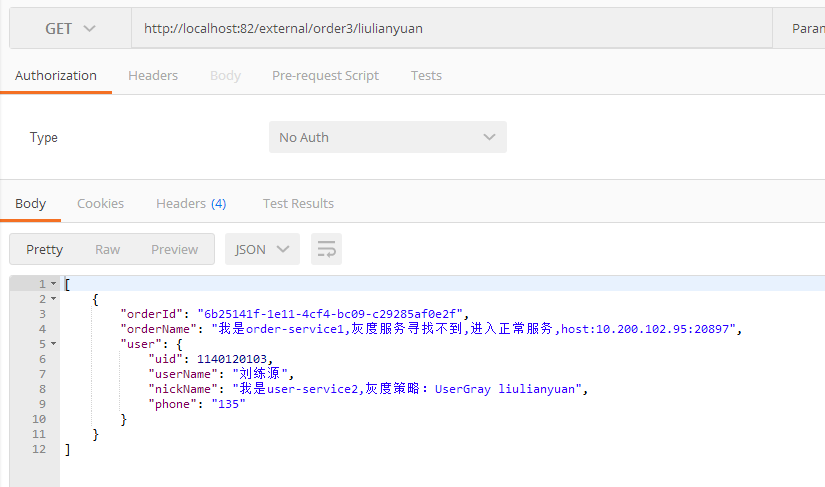 GET http://localhost:82/external/order3/liulianyuan Param
Authorization Headers Body Pre-request Script Tests
Type No Auth
Body Cookies Headers (4) Test Results
Pretty Raw Preview JSON
1 [
2 {
3 "orderId": "6b25141f-1e11-4cf4-bc09-c29285af0e2f",
4 "orderName": "我是order-service1,灰度服务寻找不到,进入正常服务,host:10.200.102.95:20897",
5 "user": {
6 "uid": 1140120103,
7 "userName": "刘练源",
8 "nickName": "我是user-service2,灰度策略：UserGray liulianyuan",
9 "phone": "135"
10 }
11 }
12 ]